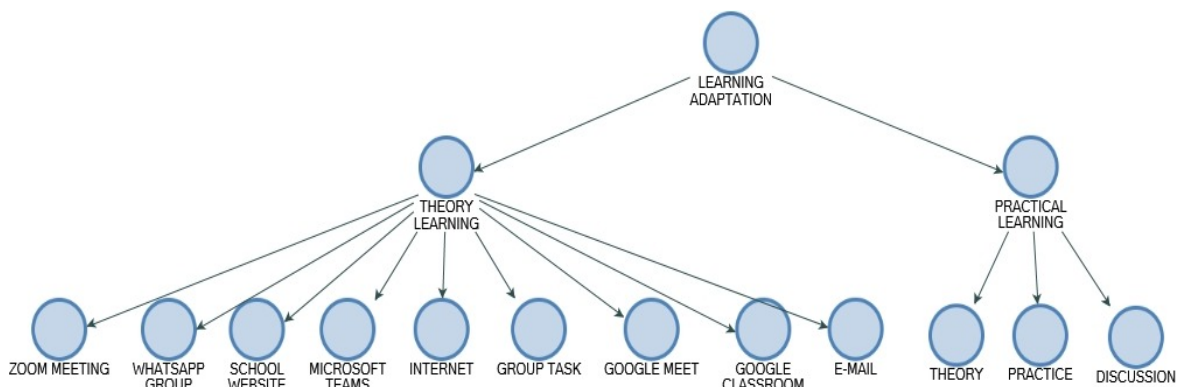 LEARNING
ADAPTATION
THEORY
LEARNING
PRACTICAL
LEARNING
ZOOM MEETING
WHATSAPP
GROUP
SCHOOL
WEBSITE
MICROSOFT
TEAMS
INTERNET
GROUP TASK
GOOGLE MEET
GOOGLE
CLASSROOM
E-MAIL
THEORY
PRACTICE
DISCUSSION